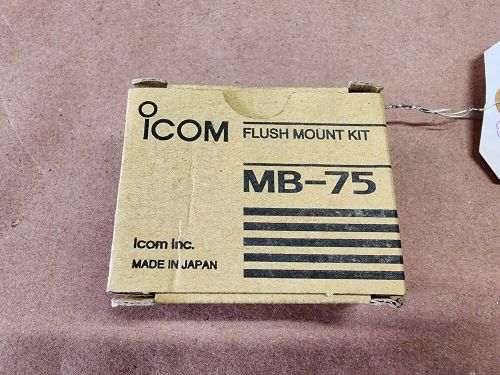 ICOM
FLUSH MOUNT KIT
MB-75
Icom Inc.
MADE IN JAPAN